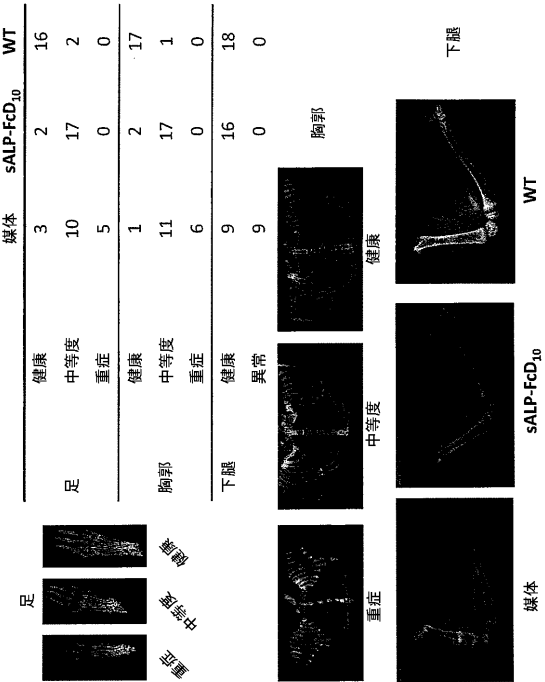 媒体 sALP-FcD10 WT
足 健康 3 2 16
中等度 10 17 2
重症 5 0 0
胸郭 健康 1 2 17
中等度 11 17 1
重症 6 0 0
下腿 健康 9 16 18
異常 9 0 0
足
重症 中等度 健康
胸郭
重症 中等度 健康
下腿
媒体 sALP-FcD10 WT